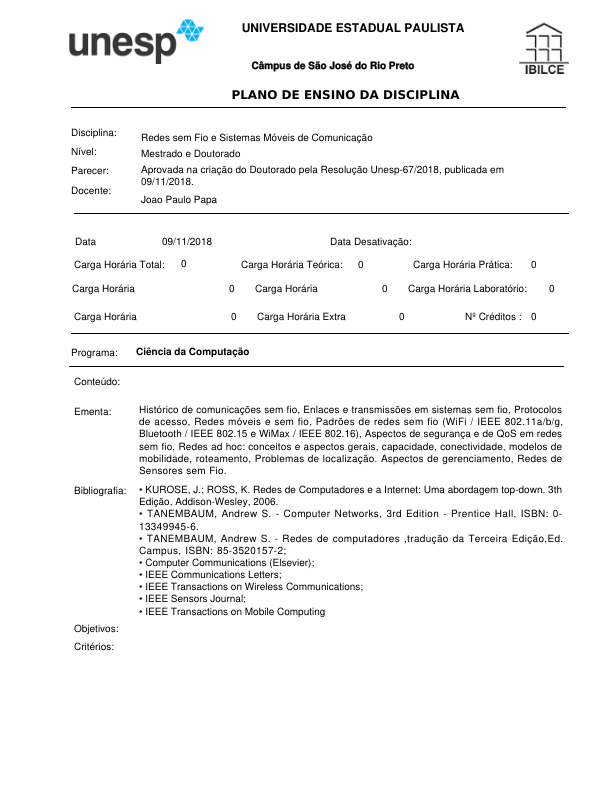 unesp
UNIVERSIDADE ESTADUAL PAULISTA
Câmpus de São José do Rio Preto
IBILCE
PLANO DE ENSINO DA DISCIPLINA
Disciplina: Redes sem Fio e Sistemas Móveis de Comunicação
Nível: Mestrado e Doutorado
Parecer: Aprovada na criação do Doutorado pela Resolução Unesp-67/2018, publicada em
09/11/2018.
Docente: Joao Paulo Papa
Data 09/11/2018 Data Desativação:
Carga Horária Total: 0 Carga Horária Teórica: 0 Carga Horária Prática: 0
Carga Horária 0 Carga Horária 0 Carga Horária Laboratório: 0
Carga Horária 0 Carga Horária Extra 0 Nº Créditos : 0
Programa: Ciência da Computação
Conteúdo:
Ementa: Histórico de comunicações sem fio, Enlaces e transmissões em sistemas sem fio, Protocolos
de acesso, Redes móveis e sem fio, Padrões de redes sem fio (WiFi / IEEE 802.11a/b/g,
Bluetooth / IEEE 802.15 e WiMax / IEEE 802.16), Aspectos de segurança e de QoS em redes
sem fio, Redes ad hoc: conceitos e aspectos gerais, capacidade, conectividade, modelos de
mobilidade, roteamento, Problemas de localização. Aspectos de gerenciamento, Redes de
Sensores sem Fio.
Bibliografia: • KUROSE, J.; ROSS, K. Redes de Computadores e a Internet: Uma abordagem top-down. 3th
Edição, Addison-Wesley, 2006.
• TANEMBAUM, Andrew S. - Computer Networks, 3rd Edition - Prentice Hall, ISBN: 0-
13349945-6.
• TANEMBAUM, Andrew S. - Redes de computadores ,tradução da Terceira Edição,Ed.
Campus, ISBN: 85-3520157-2;
• Computer Communications (Elsevier);
• IEEE Communications Letters;
• IEEE Transactions on Wireless Communications;
• IEEE Sensors Journal;
• IEEE Transactions on Mobile Computing
Objetivos:
Critérios: